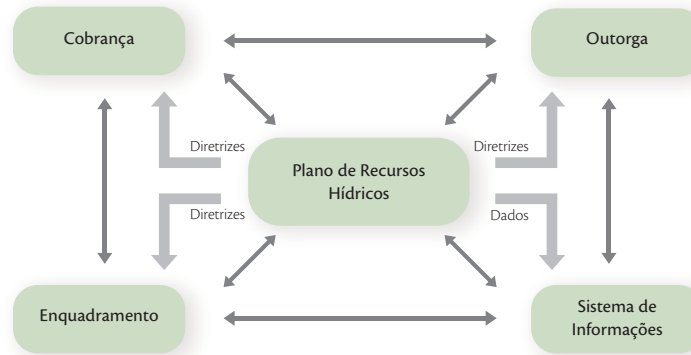 Cobrança
Outorga
Diretrizes
Diretrizes
Plano de Recursos
Hídricos
Diretrizes
Dados
Enquadramento
Sistema de
Informações